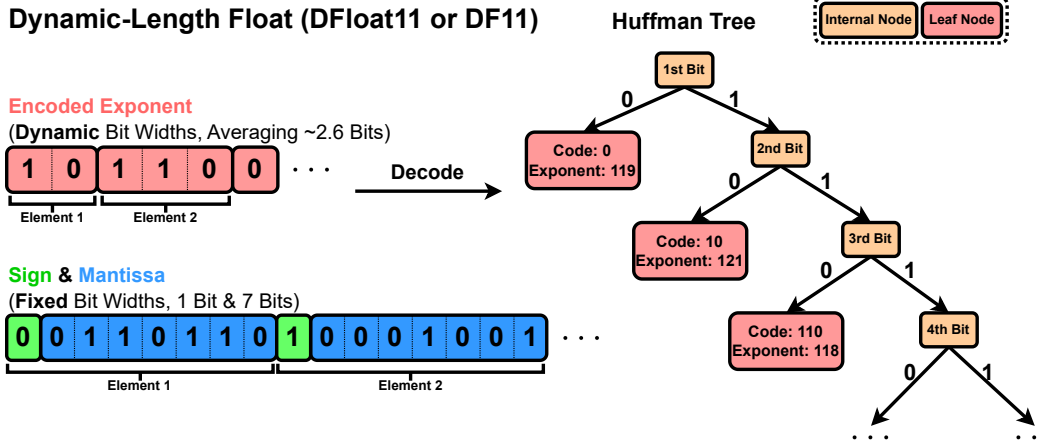 Dynamic-Length Float (DFloat11 or DF11)
Huffman Tree
Internal Node
Leaf Node
Encoded Exponent
(Dynamic Bit Widths, Averaging ~2.6 Bits)
1 0 1 1 0 0 . . .
Element 1
Element 2
Decode
Sign & Mantissa
(Fixed Bit Widths, 1 Bit & 7 Bits)
0 0 1 1 0 1 1 0 1 0 0 0 1 0 0 1 . . .
Element 1
Element 2
1st Bit
0
1
Code: 0
Exponent: 119
2nd Bit
0
1
Code: 10
Exponent: 121
3rd Bit
0
1
Code: 110
Exponent: 118
4th Bit
0
1
. . .
. .